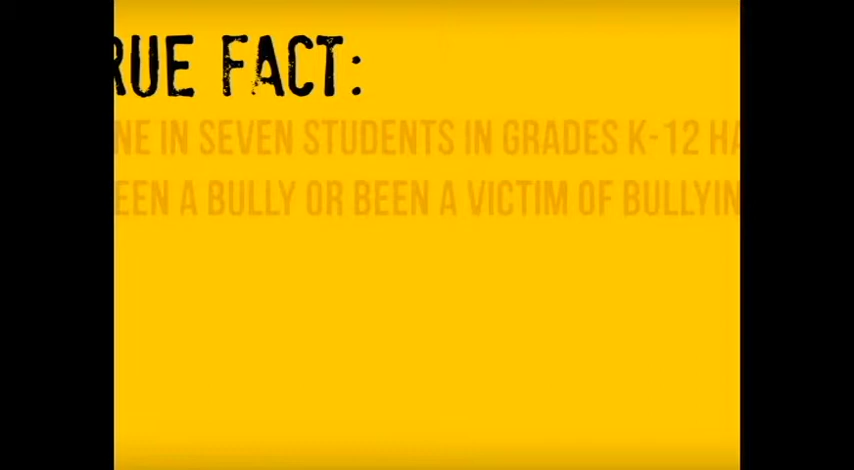 RUE FACT:
NE IN SEVEN STUDENTS IN GRADES K-12 HA
EEN A BULLY OR BEEN A VICTIM OF BULLYIN